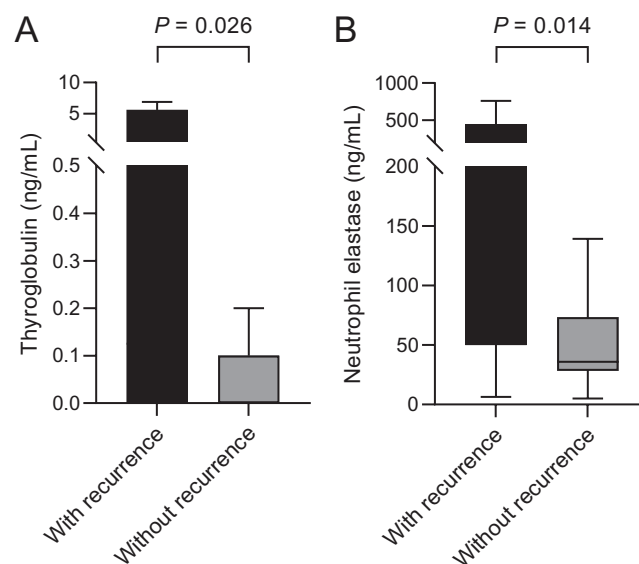 A
P = 0.026
Thyroglobulin (ng/mL)
10
5
0.5
0.4
0.3
0.2
0.1
0.0
With recurrence
Without recurrence
B
P = 0.014
Neutrophil elastase (ng/mL)
1000
500
200
150
100
50
0
With recurrence
Without recurrence